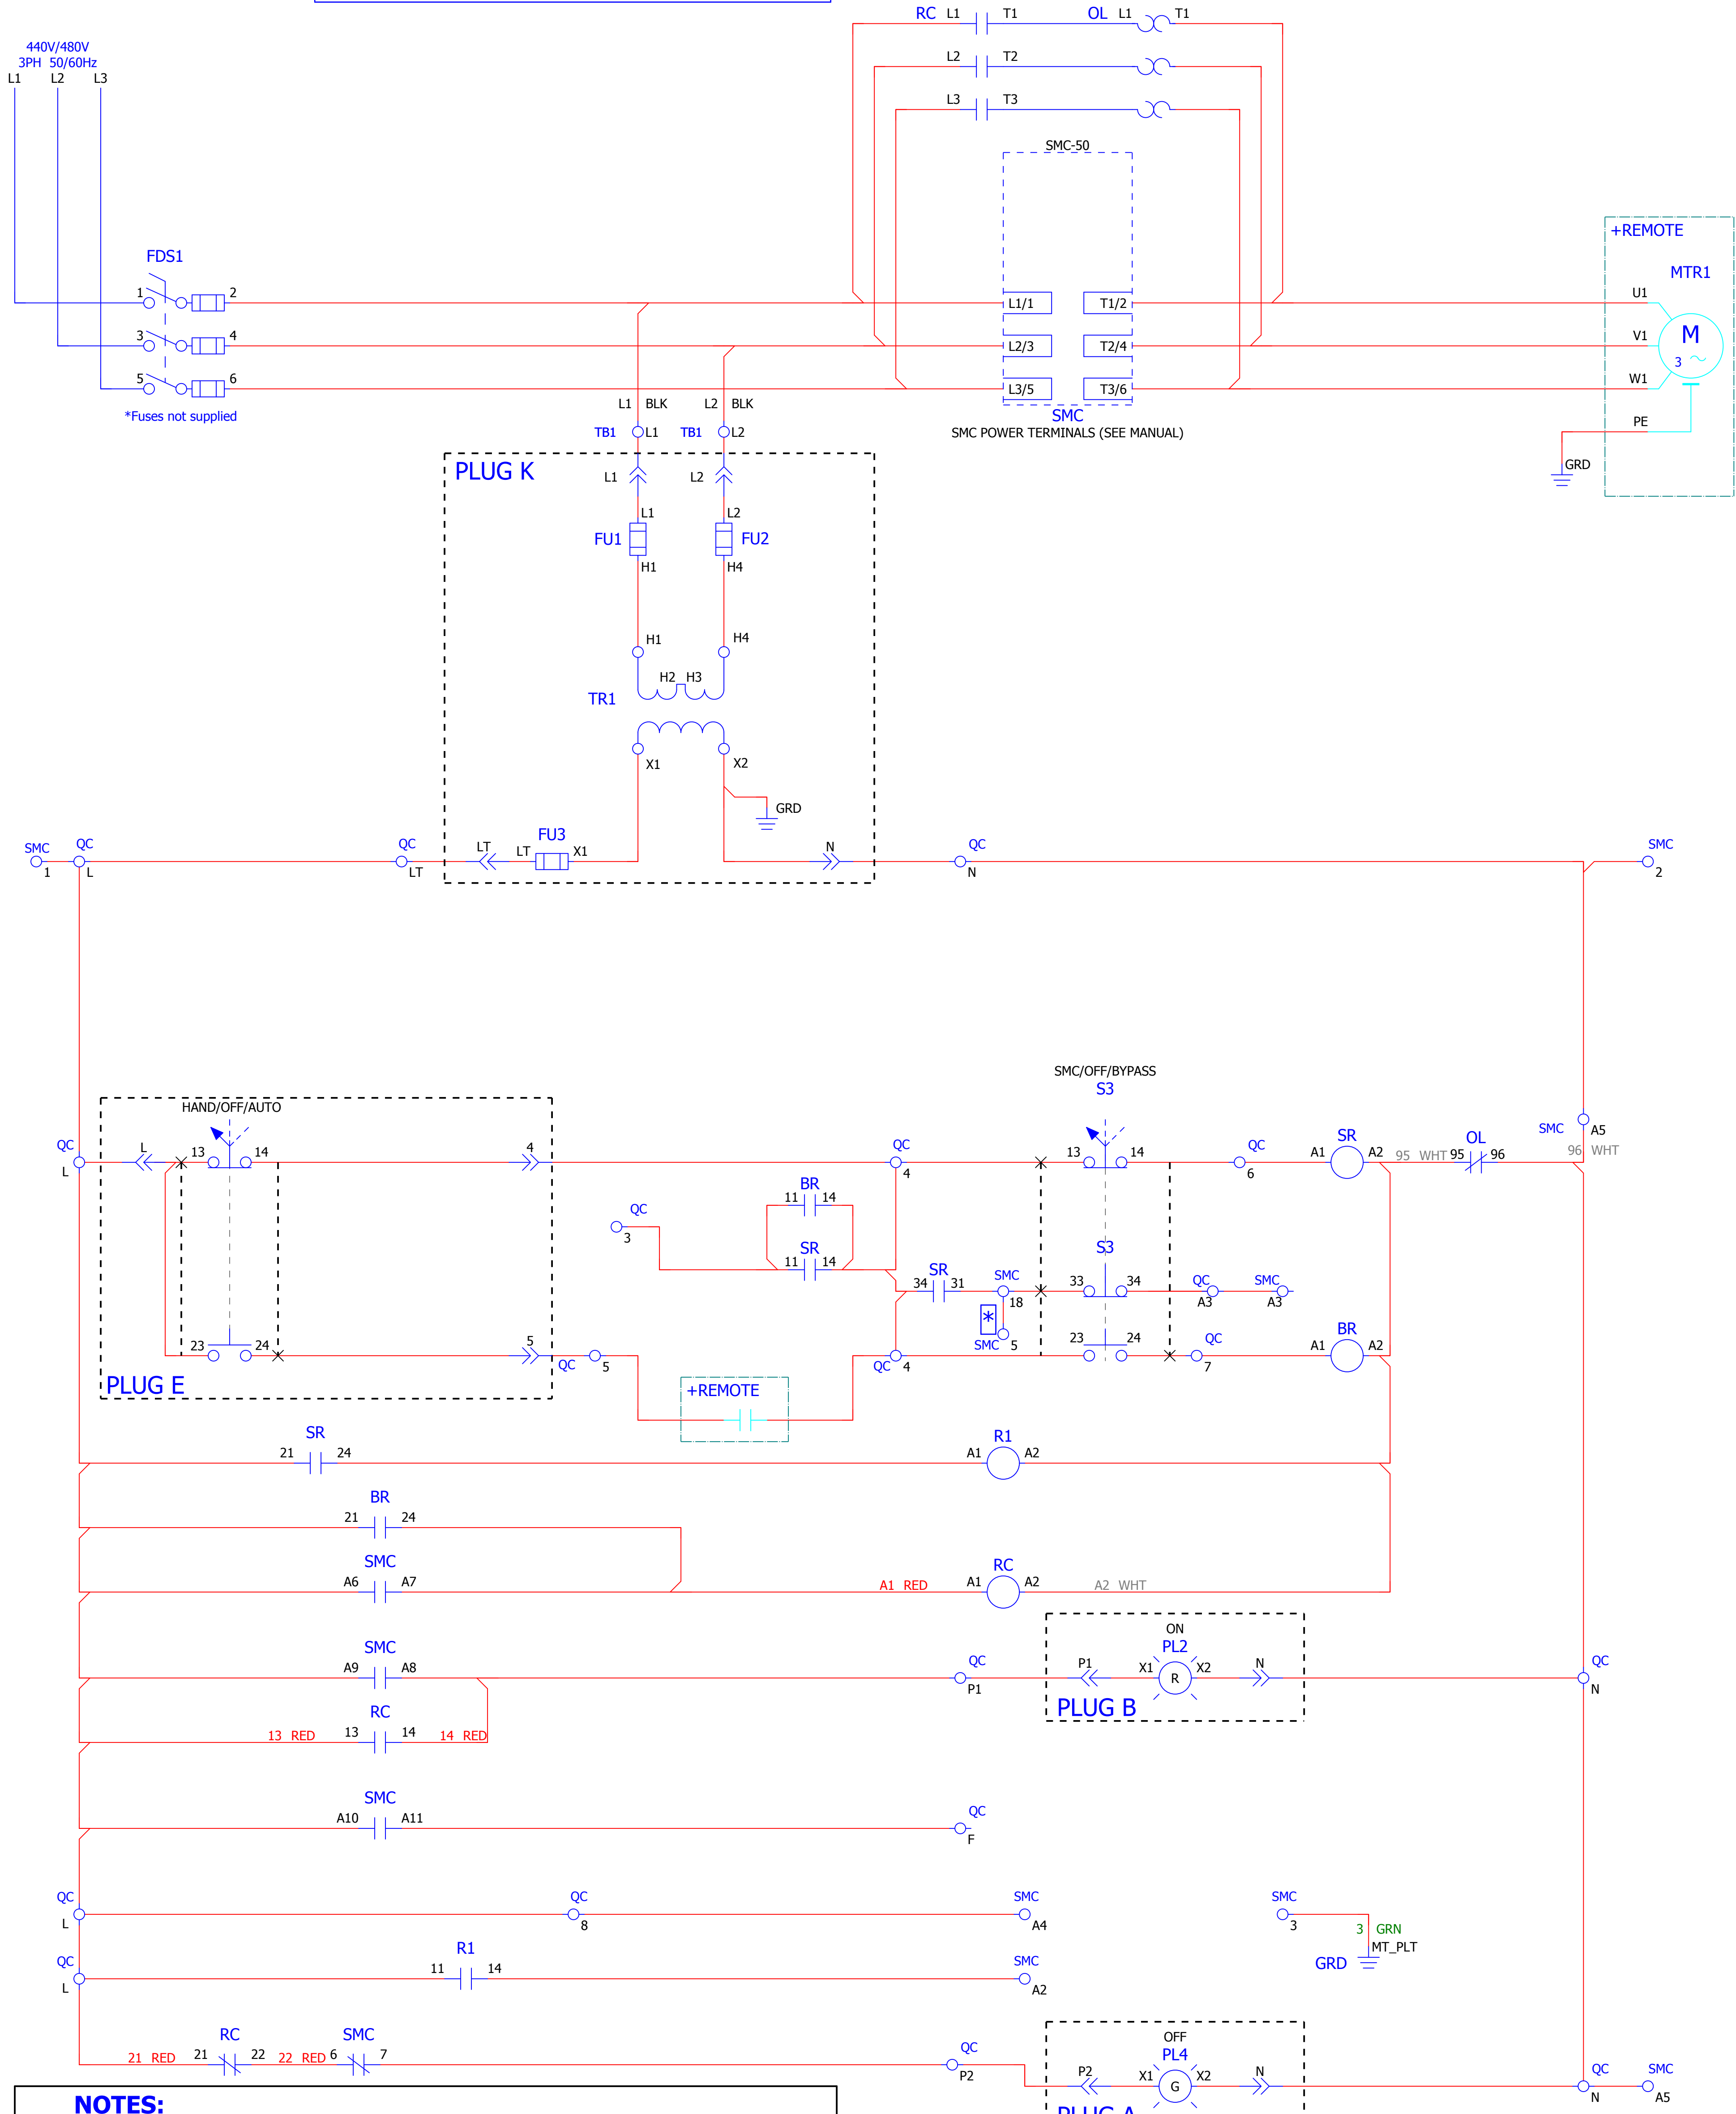 RC L1 T1 OL L1 T1
440V/480V
3PH 50/60Hz
L1 L2 L3
L2 T2
L3 T3
SMC-50
+REMOTE
FDS1
MTR1
1 2 L1/1 T1/2 U1
3 4 L2/3 T2/4 V1 M
3
5 6 L3/5 T3/6 W1
*Fuses not supplied
L1 BLK L2 BLK
SMC
PE
TB1 L1 TB1 L2
SMC POWER TERMINALS (SEE MANUAL)
PLUG K
L1 L2
GRD
L1 L2
FU1 FU2
H1 H4
H1 H4
H2 H3
TR1
X1 X2
GRD
SMC QC QC FU3 QC SMC
LT LT X1 N
1 L LT N 2
SMC/OFF/BYPASS
S3
HAND/OFF/AUTO
SMC A5
QC L 13 14 4 QC 13 14 QC SR OL
A1 A2 95 WHT 95 96 96 WHT
L 4 6
BR
11 14
QC
3
SR
11 14
S3
SR SMC
34 31 33 34 QC SMC
18 A3 A3
*
SMC 5
23 24 5 23 24 QC BR
A1 A2
QC 5 QC 4 7
PLUG E
+REMOTE
SR R1
21 24 A1 A2
BR
21 24
SMC RC
A6 A7 A1 RED A1 A2 A2 WHT
ON
SMC PL2
A9 A8 QC P1 X1 X2 N QC
R
P1 N
PLUG B
RC
13 RED 13 14 14 RED
SMC
A10 A11 QC
F
QC QC SMC SMC
L 8 A4 3
3 GRN
MT_PLT
GRD
QC R1 SMC
11 14
L A2
RC SMC OFF
21 RED 21 22 22 RED 6 7 QC PL4
P2 P2 X1 X2 N QC SMC
G
N A5
NOTES:
PLUG A